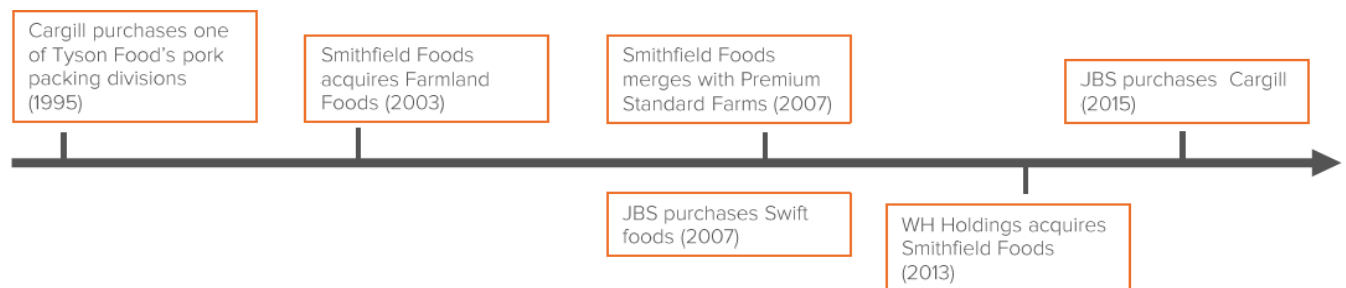 Cargill purchases one
of Tyson Food's pork
packing divisions
(1995)
Smithfield Foods
acquires Farmland
Foods (2003)
Smithfield Foods
merges with Premium
Standard Farms (2007)
JBS purchases  Cargill
(2015)
JBS purchases Swift
foods (2007)
WH Holdings acquires
Smithfield Foods
(2013)